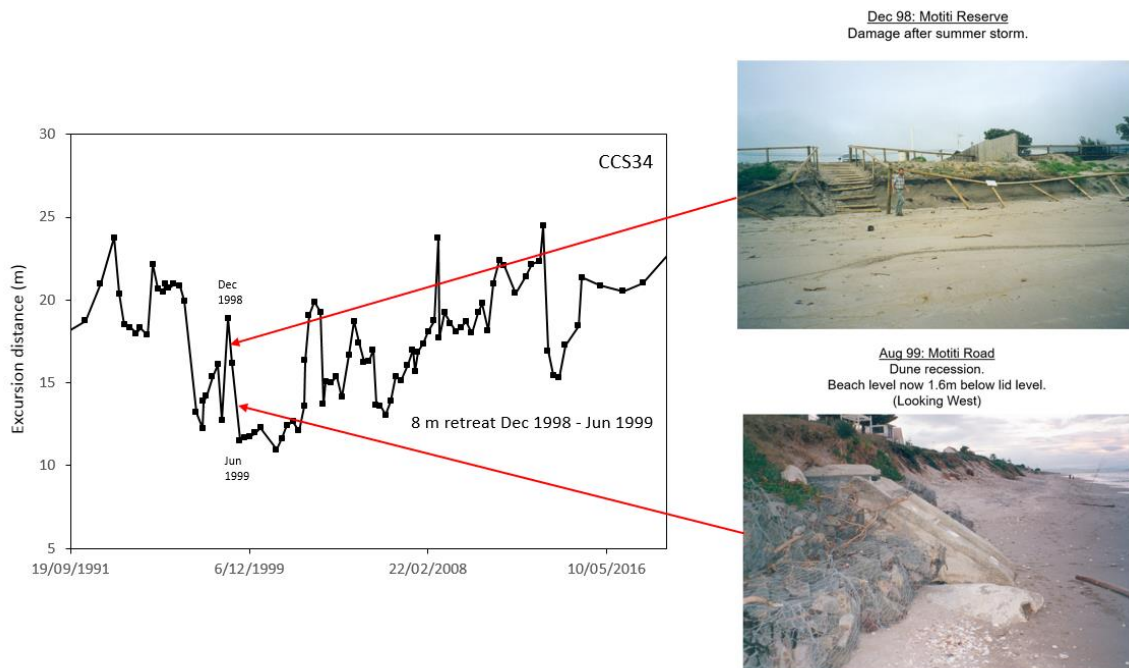 Dec 98: Motiti Reserve
Damage after summer storm.
30
CCS34
25
Excursion distance (m)
20
Dec
1998
15
8 m retreat Dec 1998 - Jun 1999
10
Jun
1999
5
19/09/1991
6/12/1999
22/02/2008
10/05/2016
Aug 99: Motiti Road
Dune recession.
Beach level now 1.6m below lid level.
(Looking West)